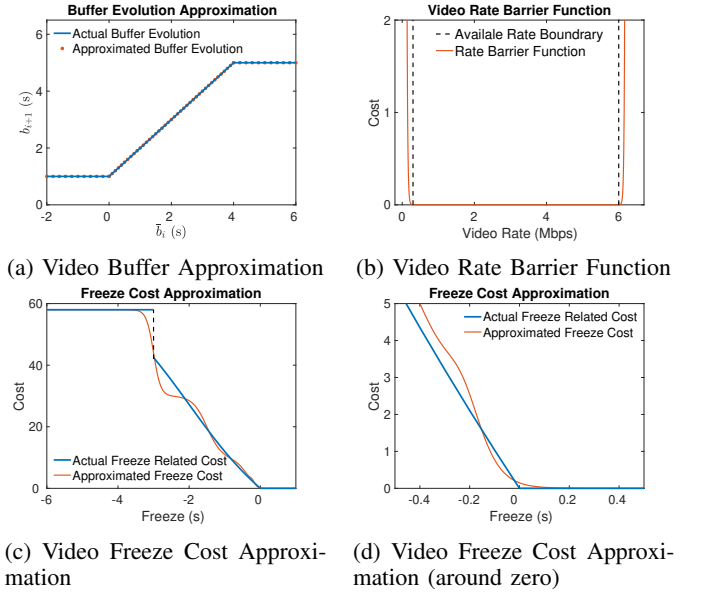 Buffer Evolution Approximation
Actual Buffer Evolution
Approximated Buffer Evolution
6
4
2
0
b_{i+1} (s)
-2 0 2 4 6
\overline{b}_i (s)
(a) Video Buffer Approximation
Video Rate Barrier Function
Availale Rate Boundrary
Rate Barrier Function
2
1
0
Cost
0 2 4 6
Video Rate (Mbps)
(b) Video Rate Barrier Function
Freeze Cost Approximation
60
40
20
0
Cost
Actual Freeze Related Cost
Approximated Freeze Cost
-6 -4 -2 0
Freeze (s)
(c) Video Freeze Cost Approxi-
mation
Freeze Cost Approximation
Actual Freeze Related Cost
Approximated Freeze Cost
5
4
3
2
1
0
Cost
-0.4 -0.2 0 0.2 0.4
Freeze (s)
(d) Video Freeze Cost Approxi-
mation (around zero)